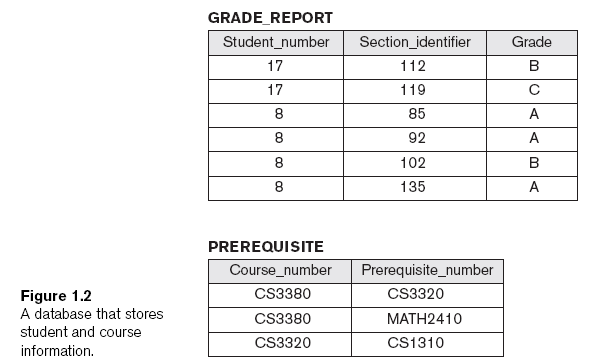 GRADE_REPORT
Student_number Section_identifier Grade
17 112 B
17 119 C
8 85 A
8 92 A
8 102 B
8 135 A
PREREQUISITE
Course_number Prerequisite_number
CS3380 CS3320
CS3380 MATH2410
CS3320 CS1310
Figure 1.2
A database that stores
student and course
information.